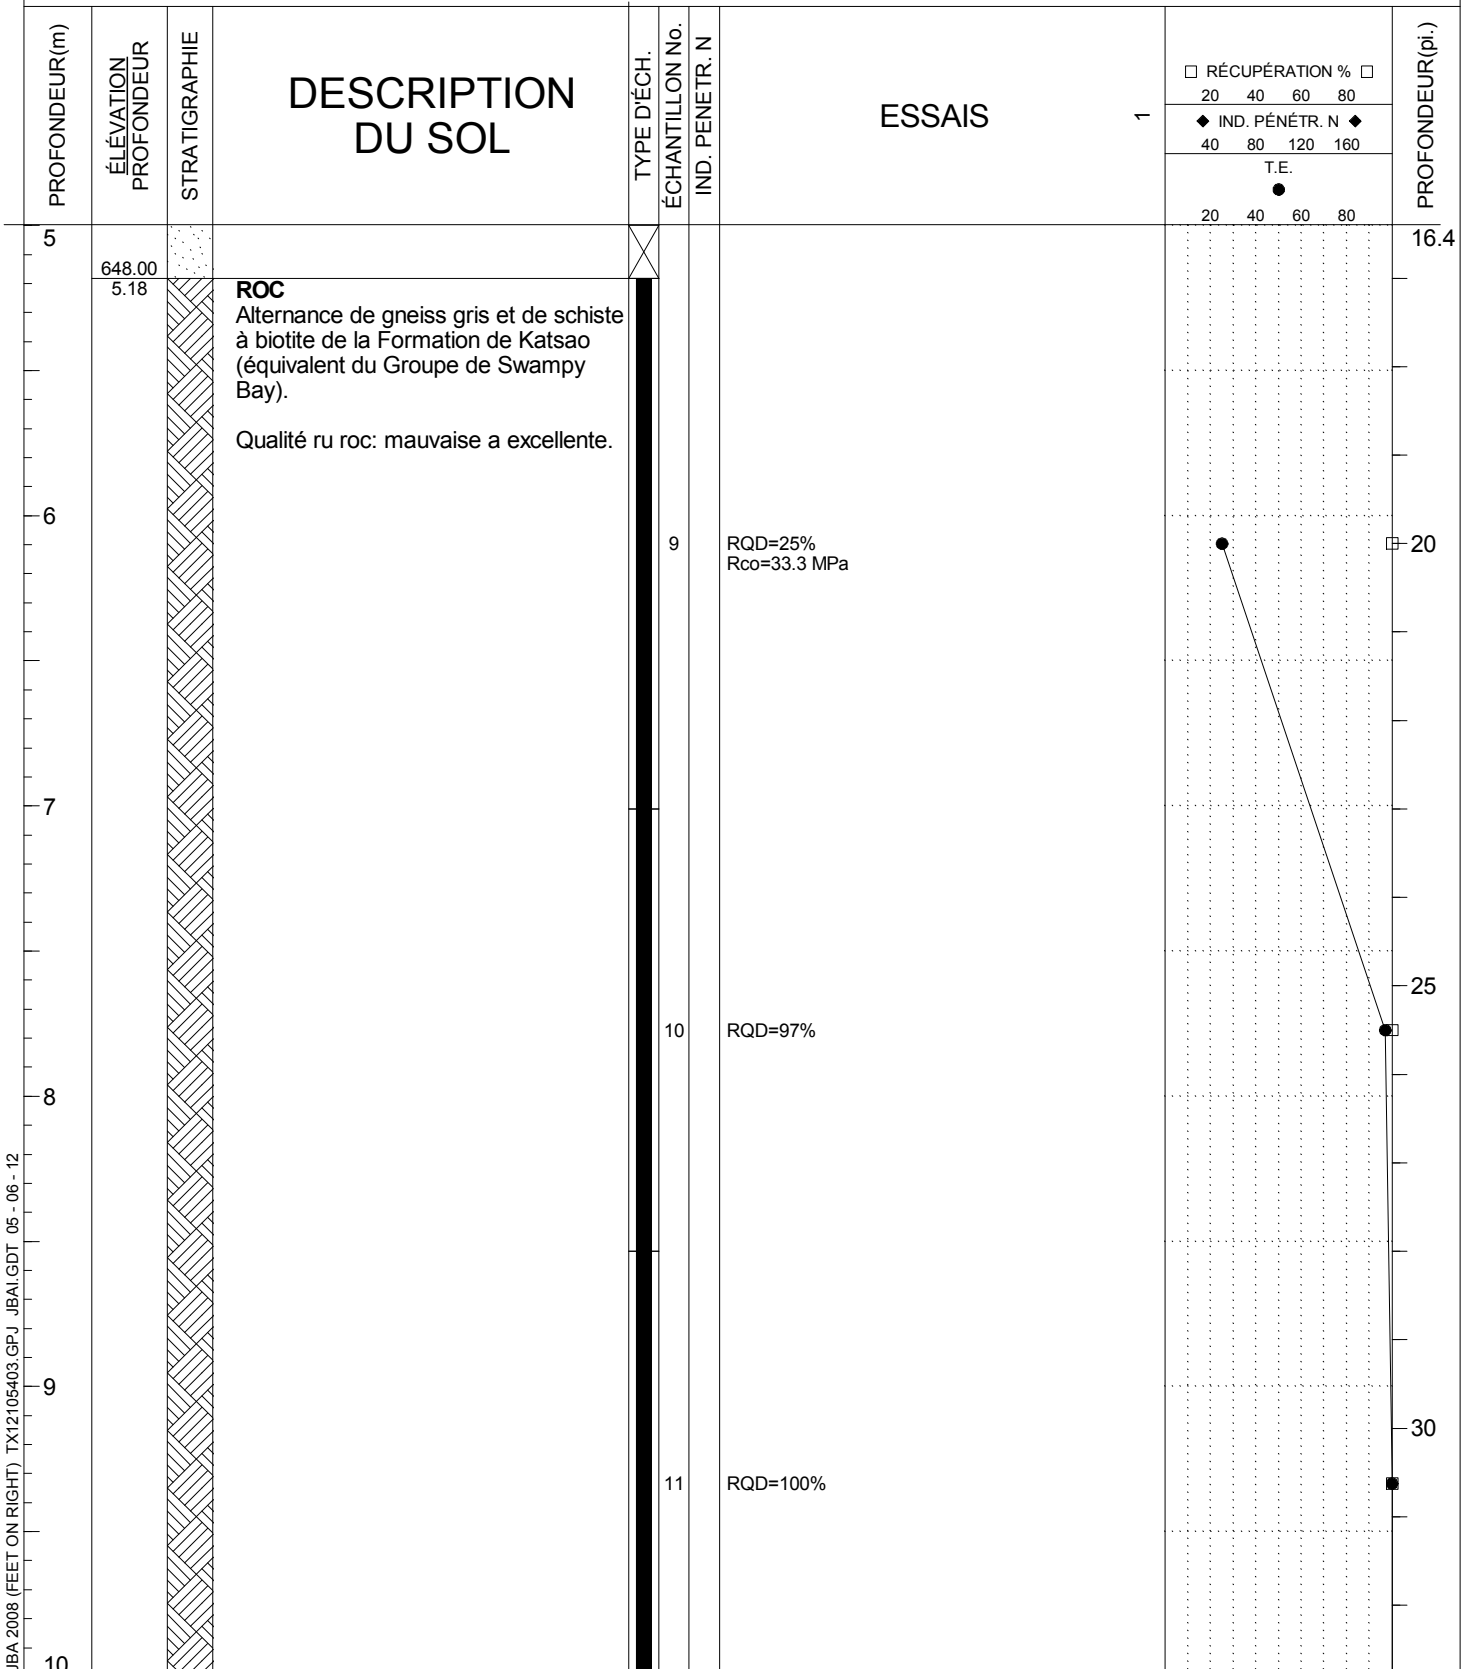 PROFONDEUR(m)
ÉLÉVATION
PROFONDEUR
STRATIGRAPHIE
DESCRIPTION
DU SOL
TYPE D'ÉCH.
ÉCHANTILLON No.
IND. PENETR. N
ESSAIS
1
RÉCUPÉRATION %
20 40 60 80
IND. PÉNÉTR. N
40 80 120 160
T.E.
20 40 60 80
PROFONDEUR(pi.)
5
16.4
648.00
5.18
ROC
Alternance de gneiss gris et de schiste
à biotite de la Formation de Katsao
(équivalent du Groupe de Swampy
Bay).
Qualité ru roc: mauvaise a excellente.
6
9
RQD=25%
Rco=33.3 MPa
20
7
25
10
RQD=97%
8
9
30
11
RQD=100%
10
JBA 2008 (FEET ON RIGHT) TX12105403.GPJ JBAI.GDT 05 - 06 - 12